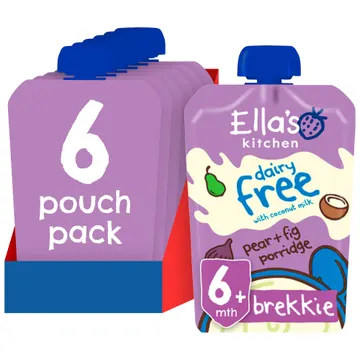 6
pouch
pack
Ella's
kitchen
dairy
free
with coconut milk
pear + fig
porridge
6+
mth
brekkie